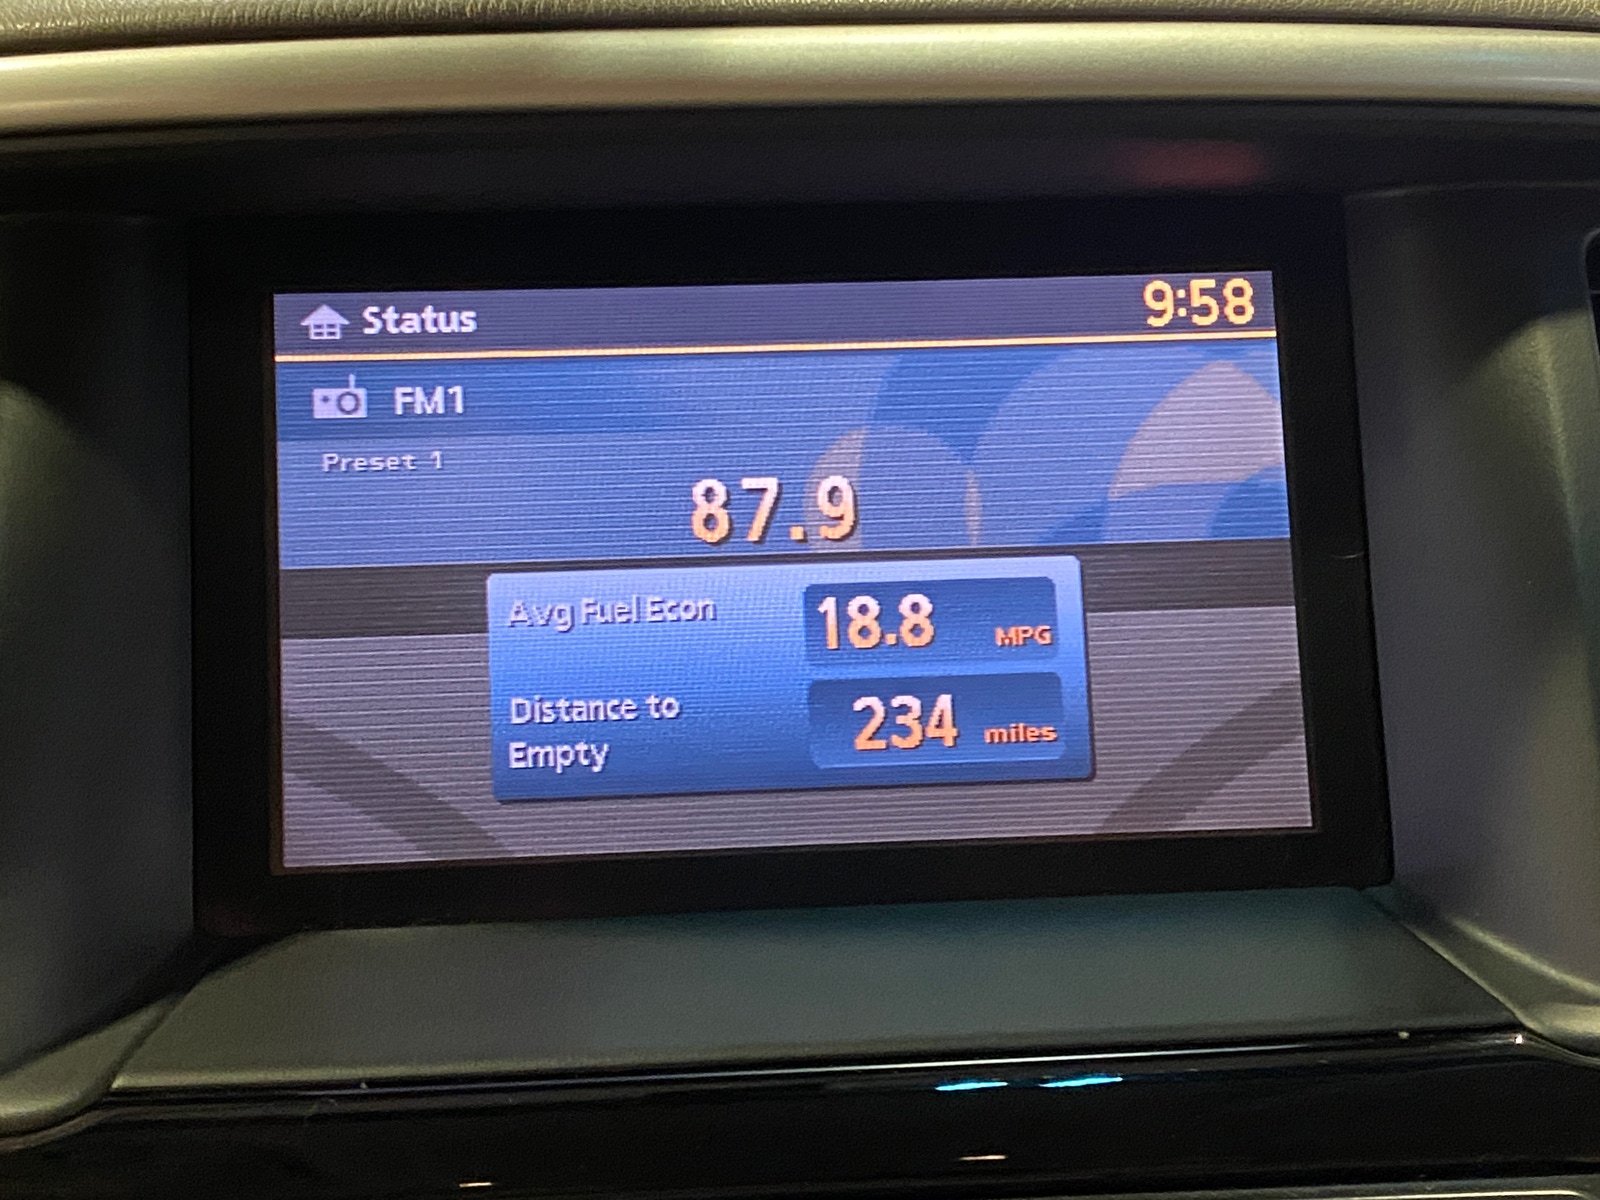 Status 9:58
FM1
Preset 1
87.9
Avg Fuel Econ 18.8 MPG
Distance to 234 miles
Empty